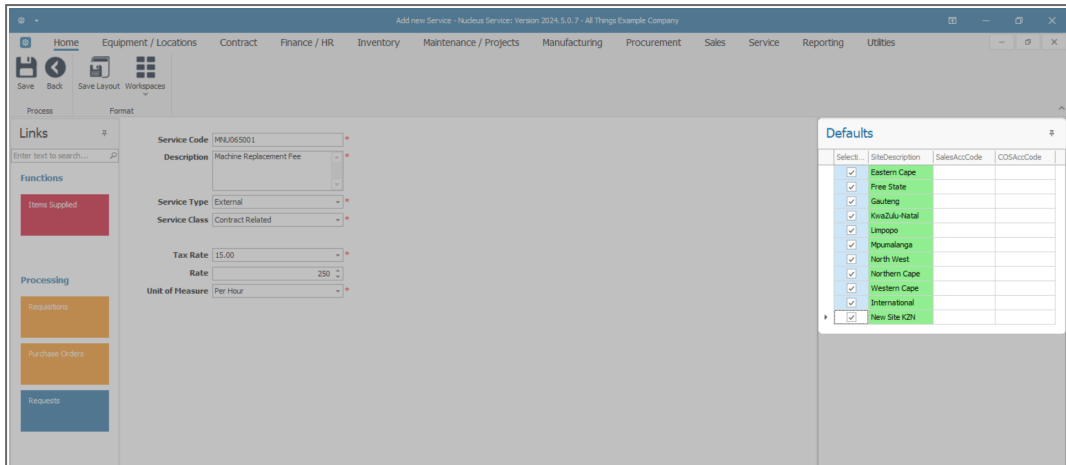 Add new Service - Nucleus Service: Version 2024.5.0.7 - All Things Example Company
Home Equipment / Locations Contract Finance / HR Inventory Maintenance / Projects Manufacturing Procurement Sales Service Reporting Utilities
Save Back Save Layout Workspaces
Process Format
Links
Enter text to search...
Functions
Items Supplied
Processing
Requisitions
Purchase Orders
Requests
Service Code MNU065001 *
Description Machine Replacement Fee *
Service Type External *
Service Class Contract Related *
Tax Rate 15.00 *
Rate 250
Unit of Measure Per Hour *
Defaults
Selecti... SiteDescription SalesAccCode COSAccCode
Eastern Cape
Free State
Gauteng
KwaZulu-Natal
Limpopo
Mpumalanga
North West
Northern Cape
Western Cape
International
New Site KZN